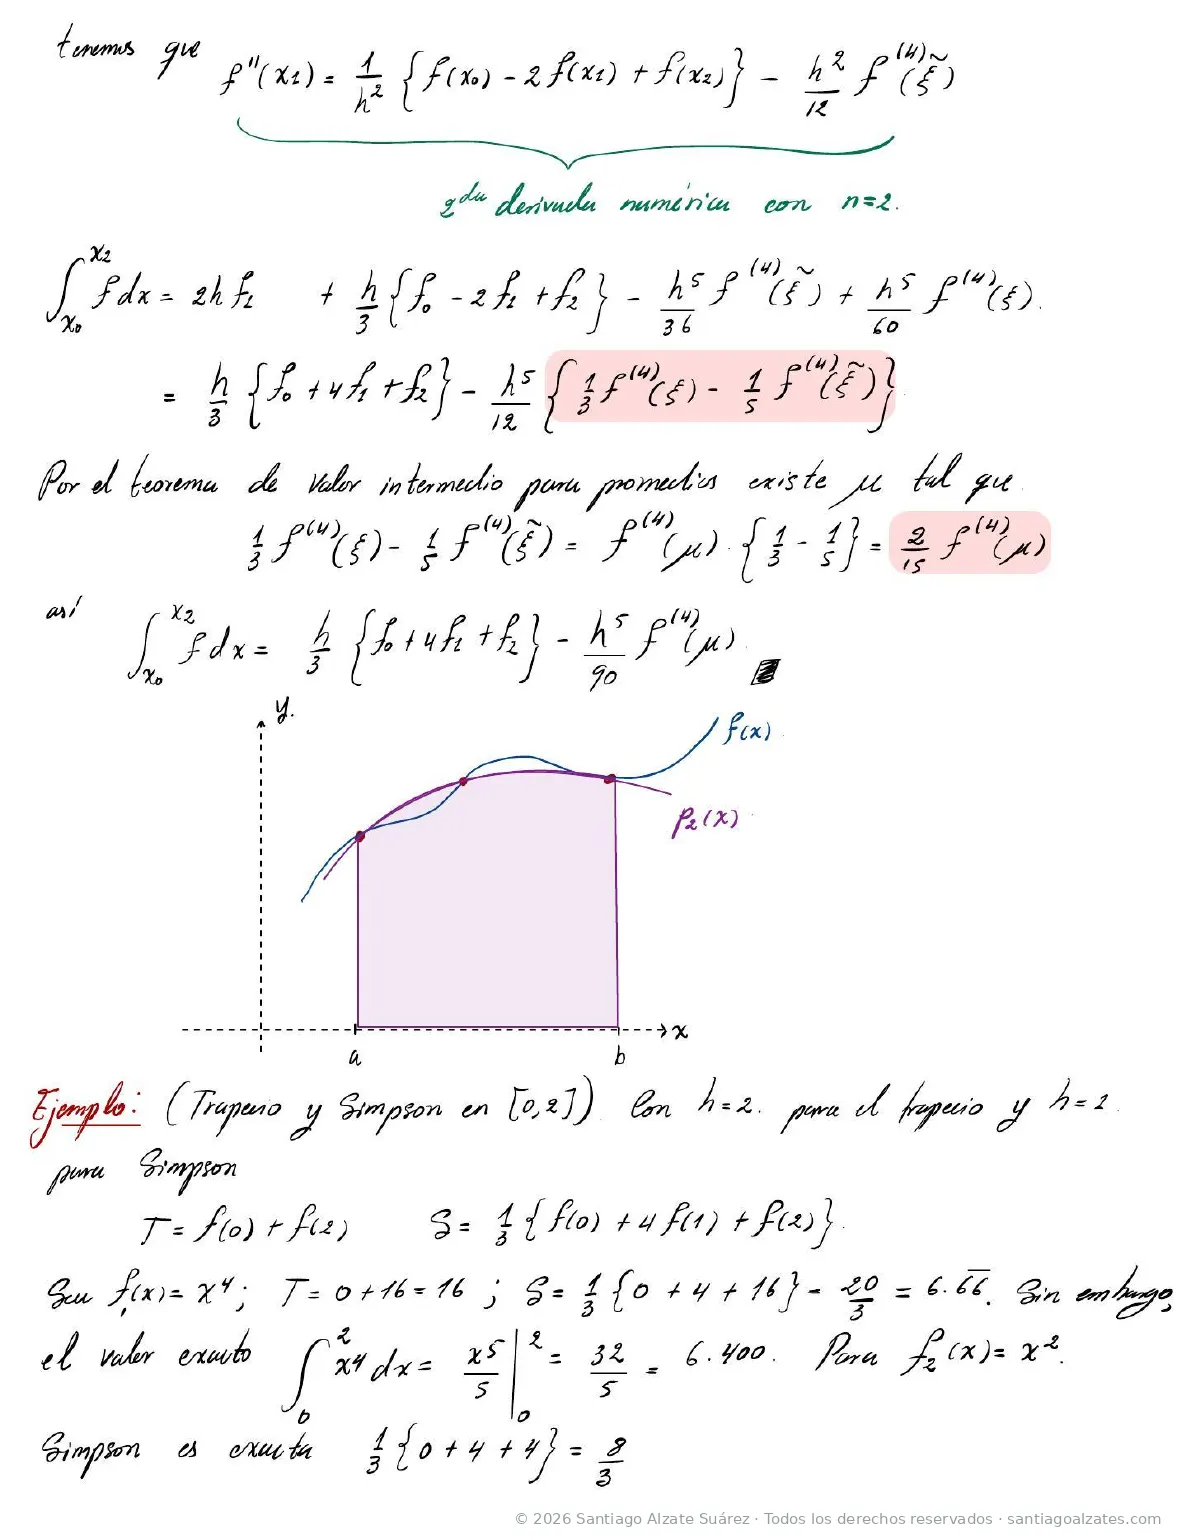 tenemos que f''(x₁) = 1/h² {f(x₀) - 2f(x₁) + f(x₂)} - h²/12 f⁽⁴⁾(ξ̃)
2da derivada numérica con n=2.
∫_{x₀}^{x₂} f dx = 2h f₁ + h/3 {f₀ - 2f₁ + f₂} - h⁵/36 f⁽⁴⁾(ξ̃) + h⁵/60 f⁽⁴⁾(ξ).
= h/3 {f₀ + 4f₁ + f₂} - h⁵/12 {1/3 f⁽⁴⁾(ξ) - 1/5 f⁽⁴⁾(ξ̃)}
Por el teorema de valor intermedio para promedios existe μ tal que
1/3 f⁽⁴⁾(ξ) - 1/5 f⁽⁴⁾(ξ̃) = f⁽⁴⁾(μ) · {1/3 - 1/5} = 2/15 f⁽⁴⁾(μ)
así ∫_{x₀}^{x₂} f dx = h/3 {f₀ + 4f₁ + f₂} - h⁵/90 f⁽⁴⁾(μ).
y.
f(x)
P₂(x)
x
a b
Ejemplo: (Trapecio y Simpson en [0,2]) Con h=2. para el trapecio y h=1
para Simpson
T = f(0) + f(2) S = 1/3 {f(0) + 4f(1) + f(2)}.
Sea f(x) = x⁴; T = 0 + 16 = 16 ; S = 1/3 {0 + 4 + 16} = 20/3 = 6.6̅6̅. Sin embargo,
el valor exacto ∫_0^2 x⁴ dx = x⁵/5 |_0^2 = 32/5 = 6.400. Para f₂(x) = x².
Simpson es exacta 1/3 {0 + 4 + 4} = 8/3
© 2026 Santiago Alzate Suárez · Todos los derechos reservados · santiagoalzates.com